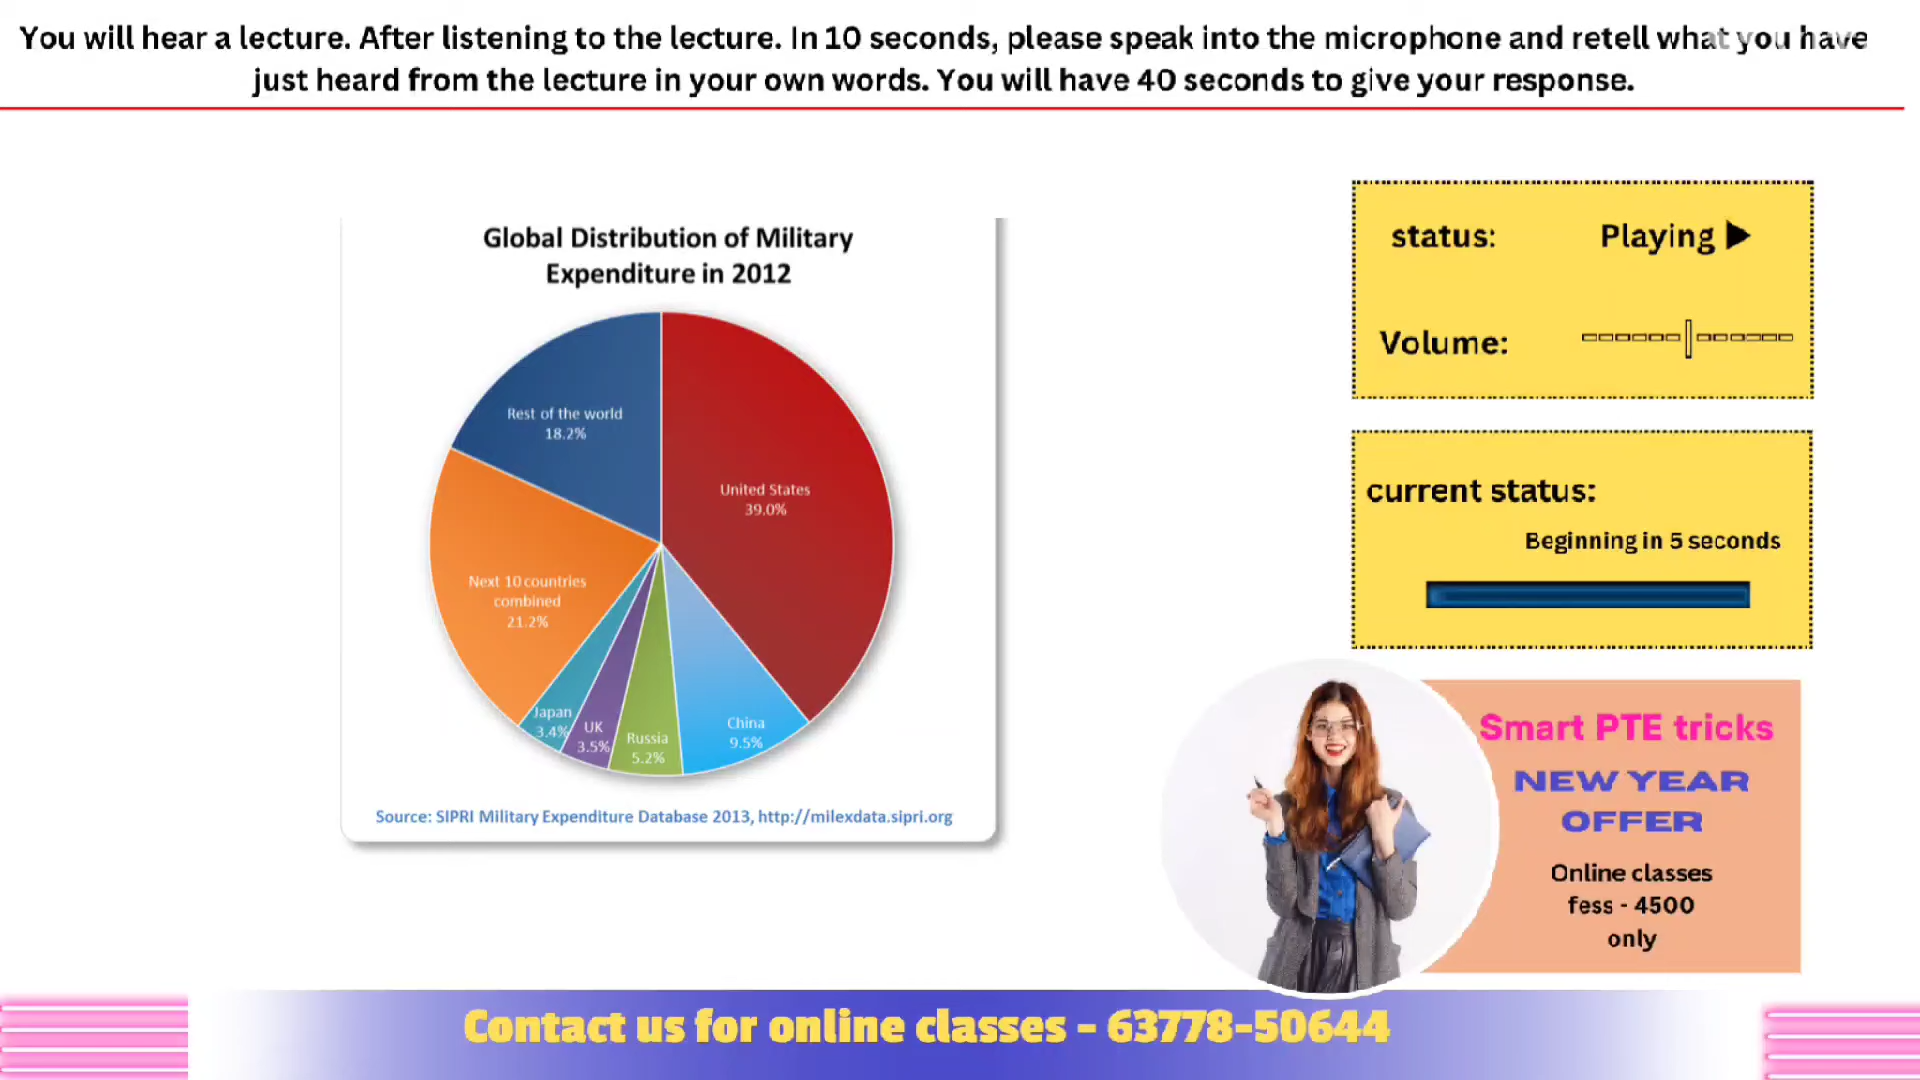 You will hear a lecture. After listening to the lecture. In 10 seconds, please speak into the microphone and retell what you have
just heard from the lecture in your own words. You will have 40 seconds to give your response.
Global Distribution of Military
Expenditure in 2012
Rest of the world
18.2%
United States
39.0%
Next 10 countries
combined
21.2%
Japan
3.4%
UK
3.5%
Russia
5.2%
China
9.5%
Source: SIPRI Military Expenditure Database 2013, http://milexdata.sipri.org
status: Playing
Volume:
current status:
Beginning in 5 seconds
Smart PTE tricks
NEW YEAR
OFFER
Online classes
fess - 4500
only
Contact us for online classes - 63778-50644